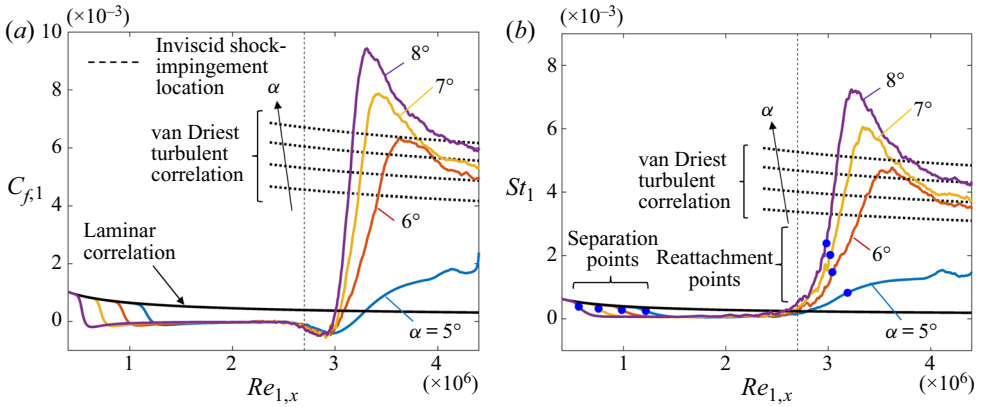 (a)
(×10⁻³)
10
8
6
4
2
0
C_f,1
Inviscid shock-
impingement
location
α
van Driest
turbulent
correlation
Laminar
correlation
8°
7°
6°
α = 5°
1
2
3
4
(×10⁶)
Re_1,x
(b)
(×10⁻³)
10
8
6
4
2
0
St_1
α
van Driest
turbulent
correlation
Separation
points
Reattachment
points
8°
7°
6°
α = 5°
1
2
3
4
(×10⁶)
Re_1,x